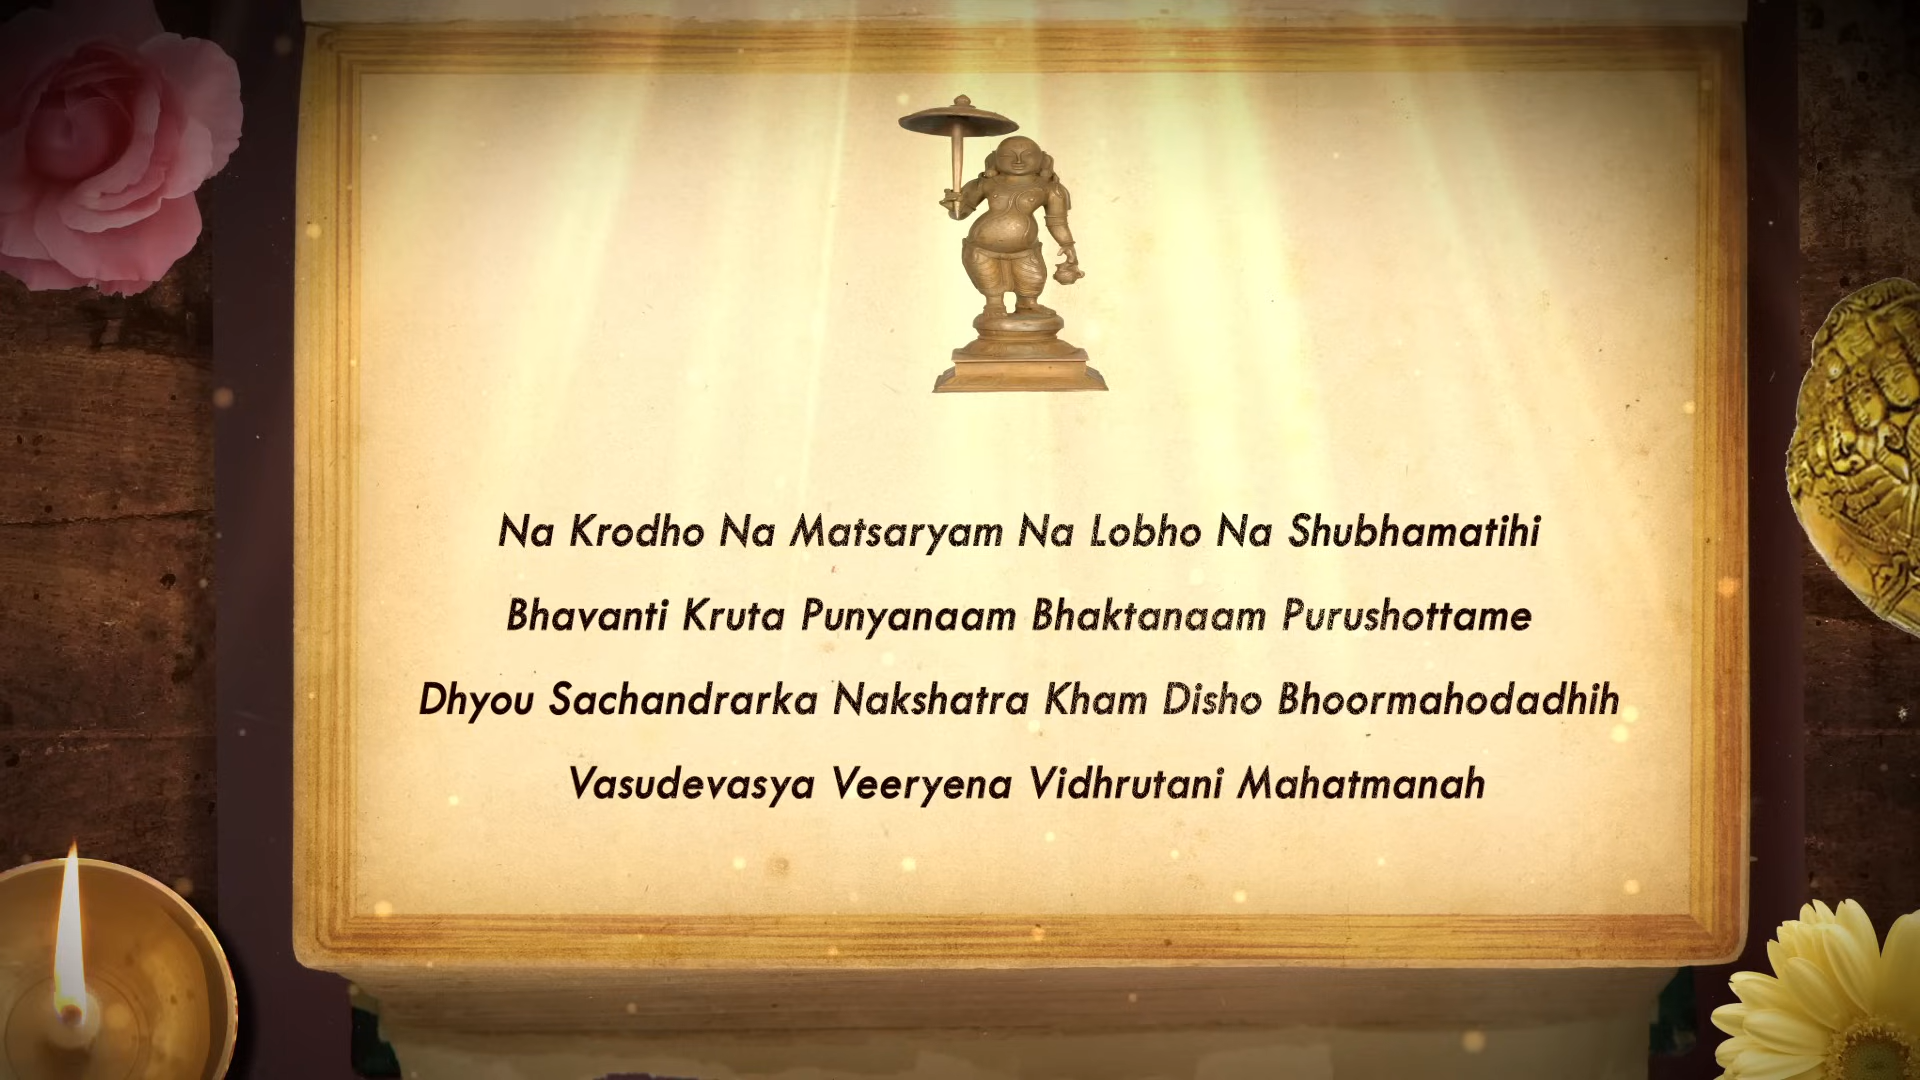 Na Krodho Na Matsaryam Na Lobho Na Shubhamatihi
Bhavanti Kruta Punyanaam Bhaktanaam Purushottame
Dhyou Sachandrarka Nakshatra Kham Disho Bhoormahodadhih
Vasudevasya Veeryena Vidhrutani Mahatmanah